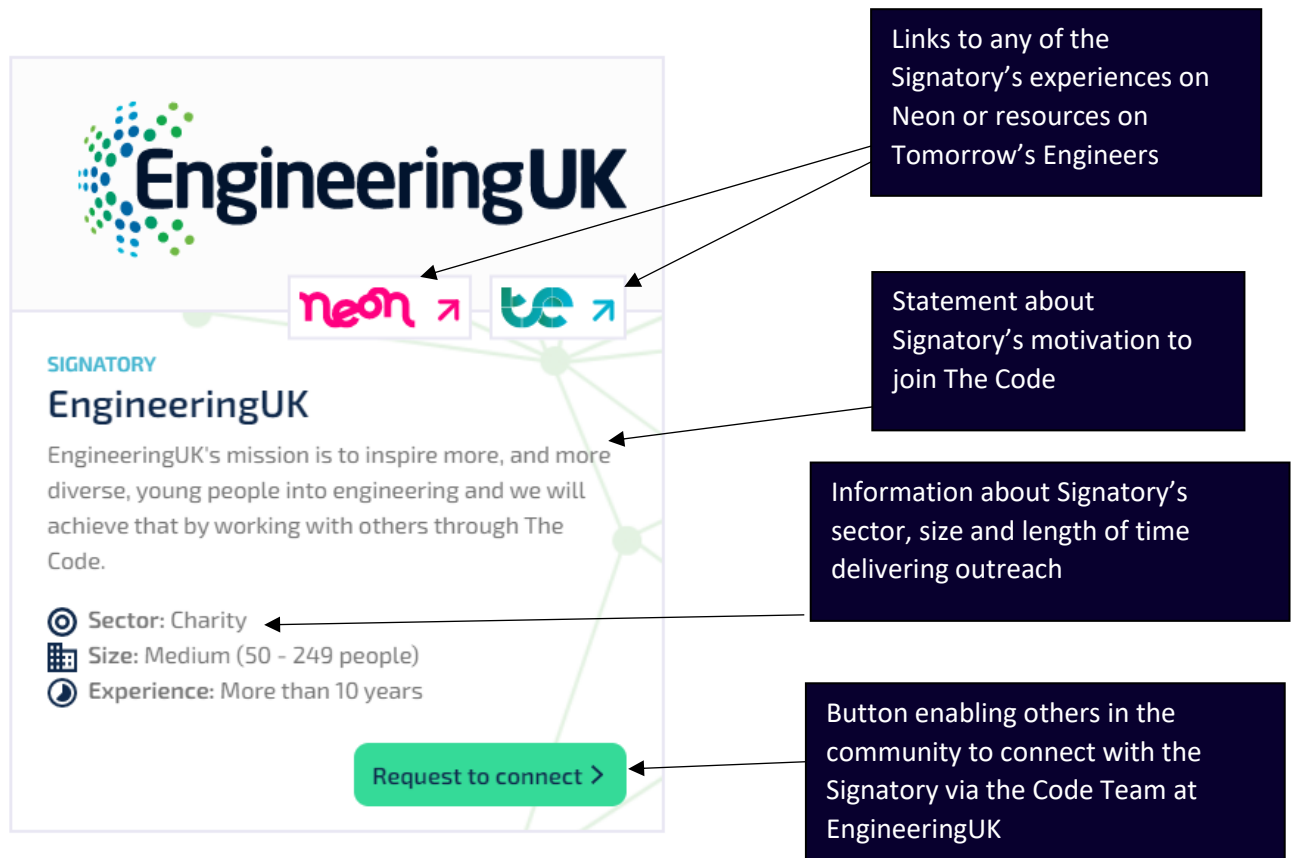 EngineeringUK
neon
te
SIGNATORY
EngineeringUK
EngineeringUK's mission is to inspire more, and more
diverse, young people into engineering and we will
achieve that by working with others through The
Code.
Sector: Charity
Size: Medium (50 - 249 people)
Experience: More than 10 years
Request to connect >
Links to any of the
Signatory’s experiences on
Neon or resources on
Tomorrow’s Engineers
Statement about
Signatory’s motivation to
join The Code
Information about Signatory’s
sector, size and length of time
delivering outreach
Button enabling others in the
community to connect with the
Signatory via the Code Team at
EngineeringUK